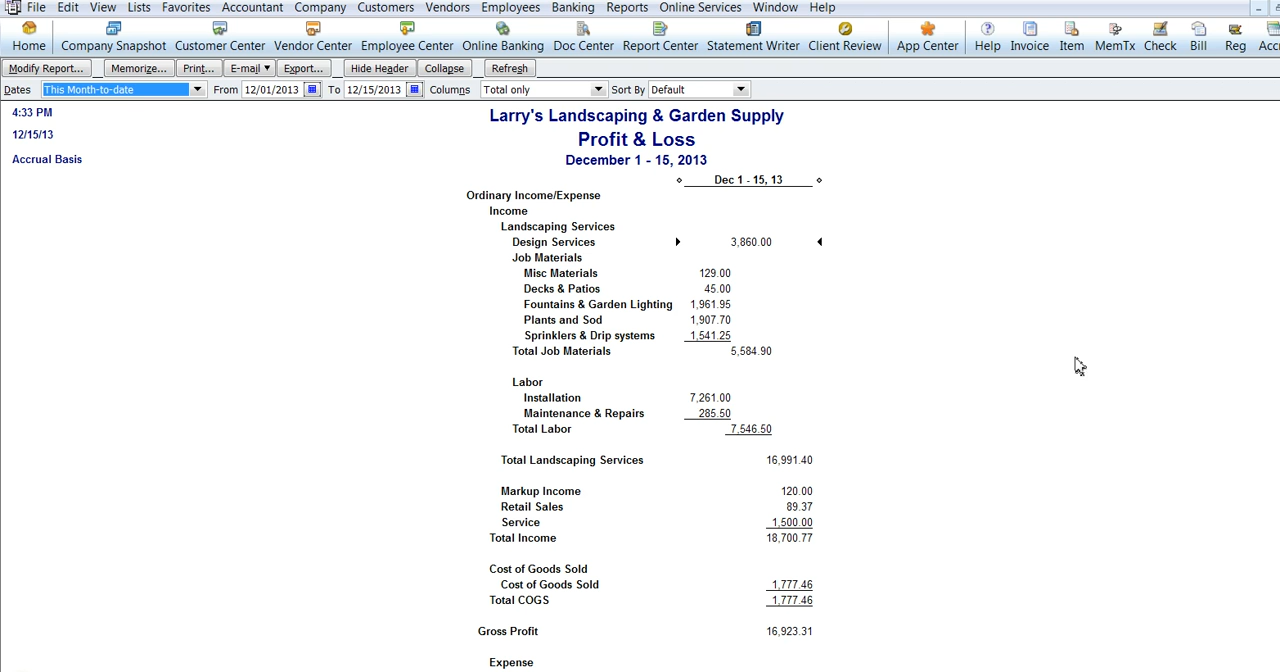 File Edit View Lists Favorites Accountant Company Customers Vendors Employees Banking Reports Online Services Window Help
Home Company Snapshot Customer Center Vendor Center Employee Center Online Banking Doc Center Report Center Statement Writer Client Review App Center Help Invoice Item MemTx Check Bill Reg Acc
Modify Report... Memorize... Print... E-mail Export... Hide Header Collapse Refresh
Dates This Month-to-date From 12/01/2013 To 12/15/2013 Columns Total only Sort By Default
4:33 PM
12/15/13
Accrual Basis
Larry's Landscaping & Garden Supply
Profit & Loss
December 1 - 15, 2013
Dec 1 - 15, 13
Ordinary Income/Expense
Income
Landscaping Services
Design Services 3,860.00
Job Materials
Misc Materials 129.00
Decks & Patios 45.00
Fountains & Garden Lighting 1,961.95
Plants and Sod 1,907.70
Sprinklers & Drip systems 1,541.25
Total Job Materials 5,584.90
Labor
Installation 7,261.00
Maintenance & Repairs 285.50
Total Labor 7,546.50
Total Landscaping Services 16,991.40
Markup Income 120.00
Retail Sales 89.37
Service 1,500.00
Total Income 18,700.77
Cost of Goods Sold
Cost of Goods Sold 1,777.46
Total COGS 1,777.46
Gross Profit 16,923.31
Expense